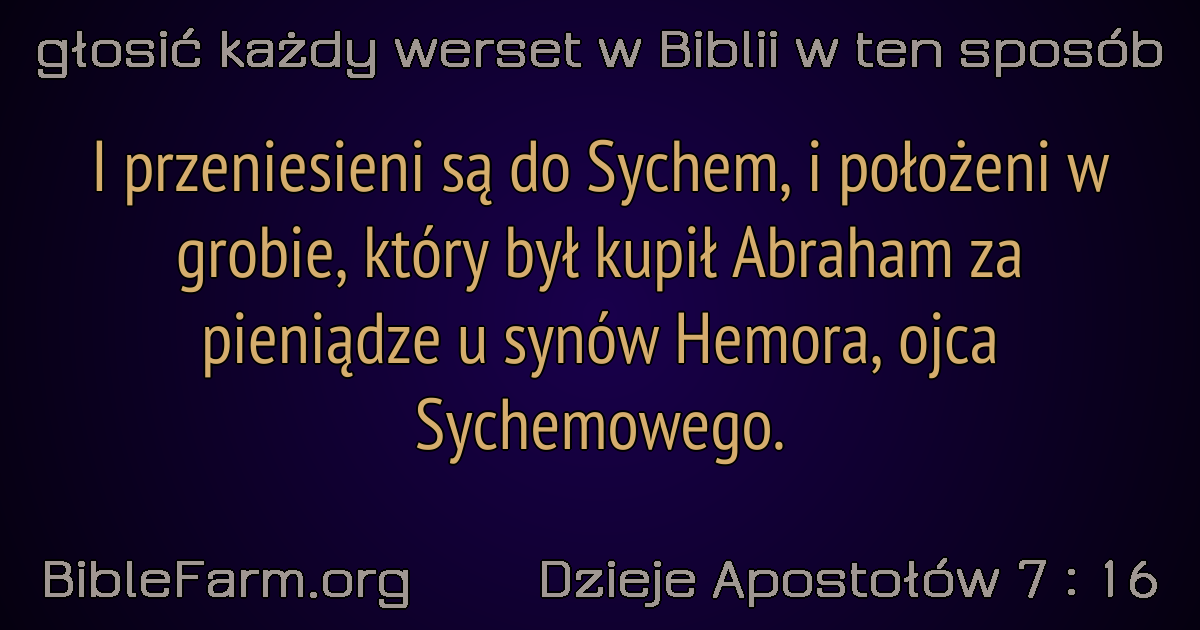 głosić każdy werset w Biblii w ten sposób
I przeniesieni są do Sychem, i położeni w
grobie, który był kupił Abraham za
pieniądze u synów Hemora, ojca
Sychemowego.
BibleFarm.org
Dzieje Apostołów 7 : 16